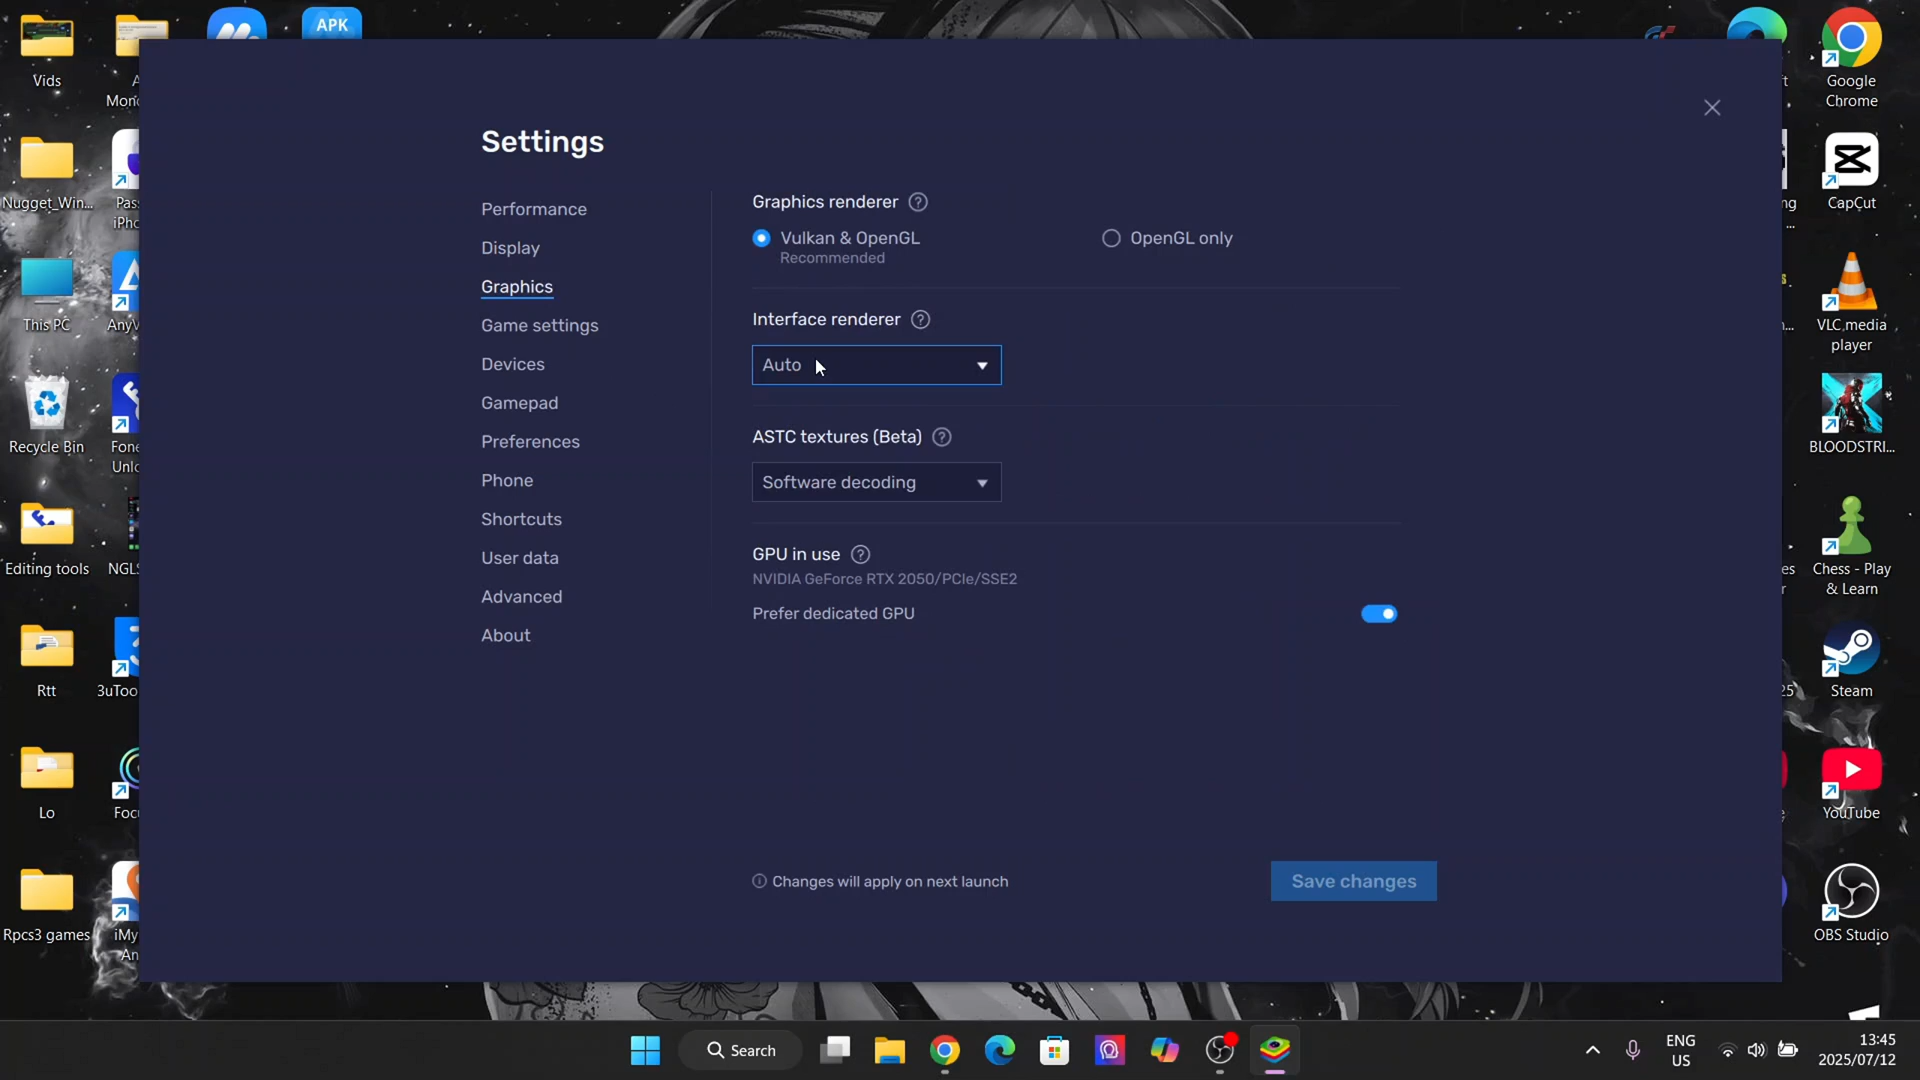 APK
Vids
Nugget_Win...
This PC
Recycle Bin
Editing tools
Rtt
Lo
Rpcs3 games
Settings
Performance
Display
Graphics
Game settings
Devices
Gamepad
Preferences
Phone
Shortcuts
User data
Advanced
About
Graphics renderer
Vulkan & OpenGL
Recommended
OpenGL only
Interface renderer
Auto
ASTC textures (Beta)
Software decoding
GPU in use
NVIDIA GeForce RTX 2050/PCIe/SSE2
Prefer dedicated GPU
Changes will apply on next launch
Save changes
Google
Chrome
CapCut
VLC media
player
BLOODSTRI...
Chess - Play
& Learn
Steam
YouTube
OBS Studio
Search
ENG
US
13:45
2025/07/12